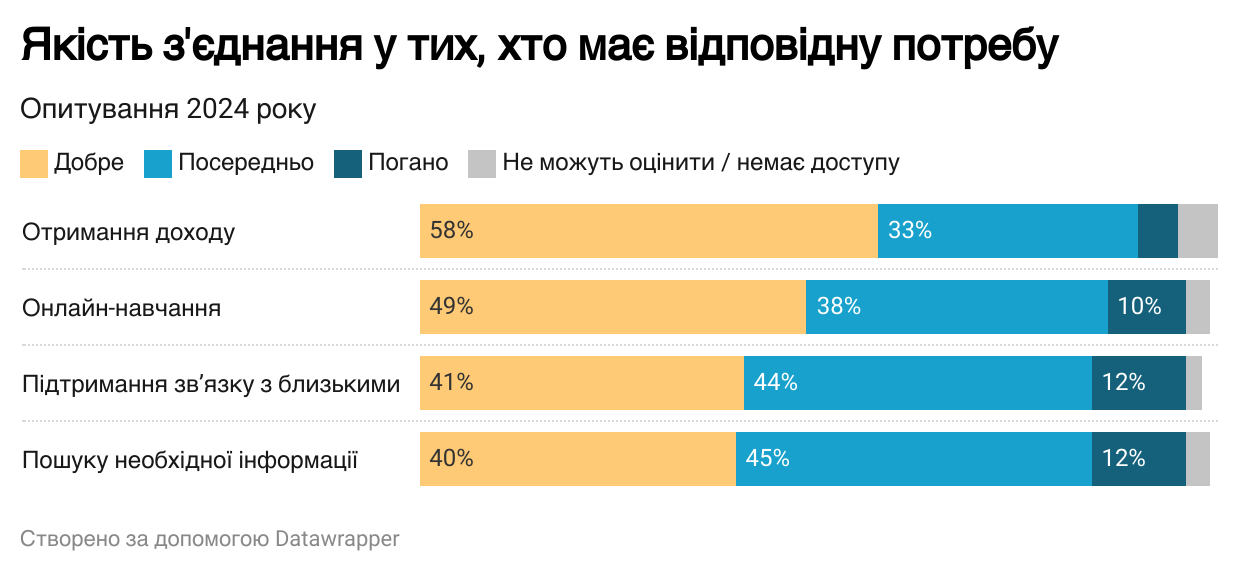 Якість з'єднання у тих, хто має відповідну потребу
Опитування 2024 року
Добре Посередньо Погано Не можуть оцінити / немає доступу
Отримання доходу 58% 33%
Онлайн-навчання 49% 38% 10%
Підтримання зв’язку з близькими 41% 44% 12%
Пошуку необхідної інформації 40% 45% 12%
Створено за допомогою Datawrapper